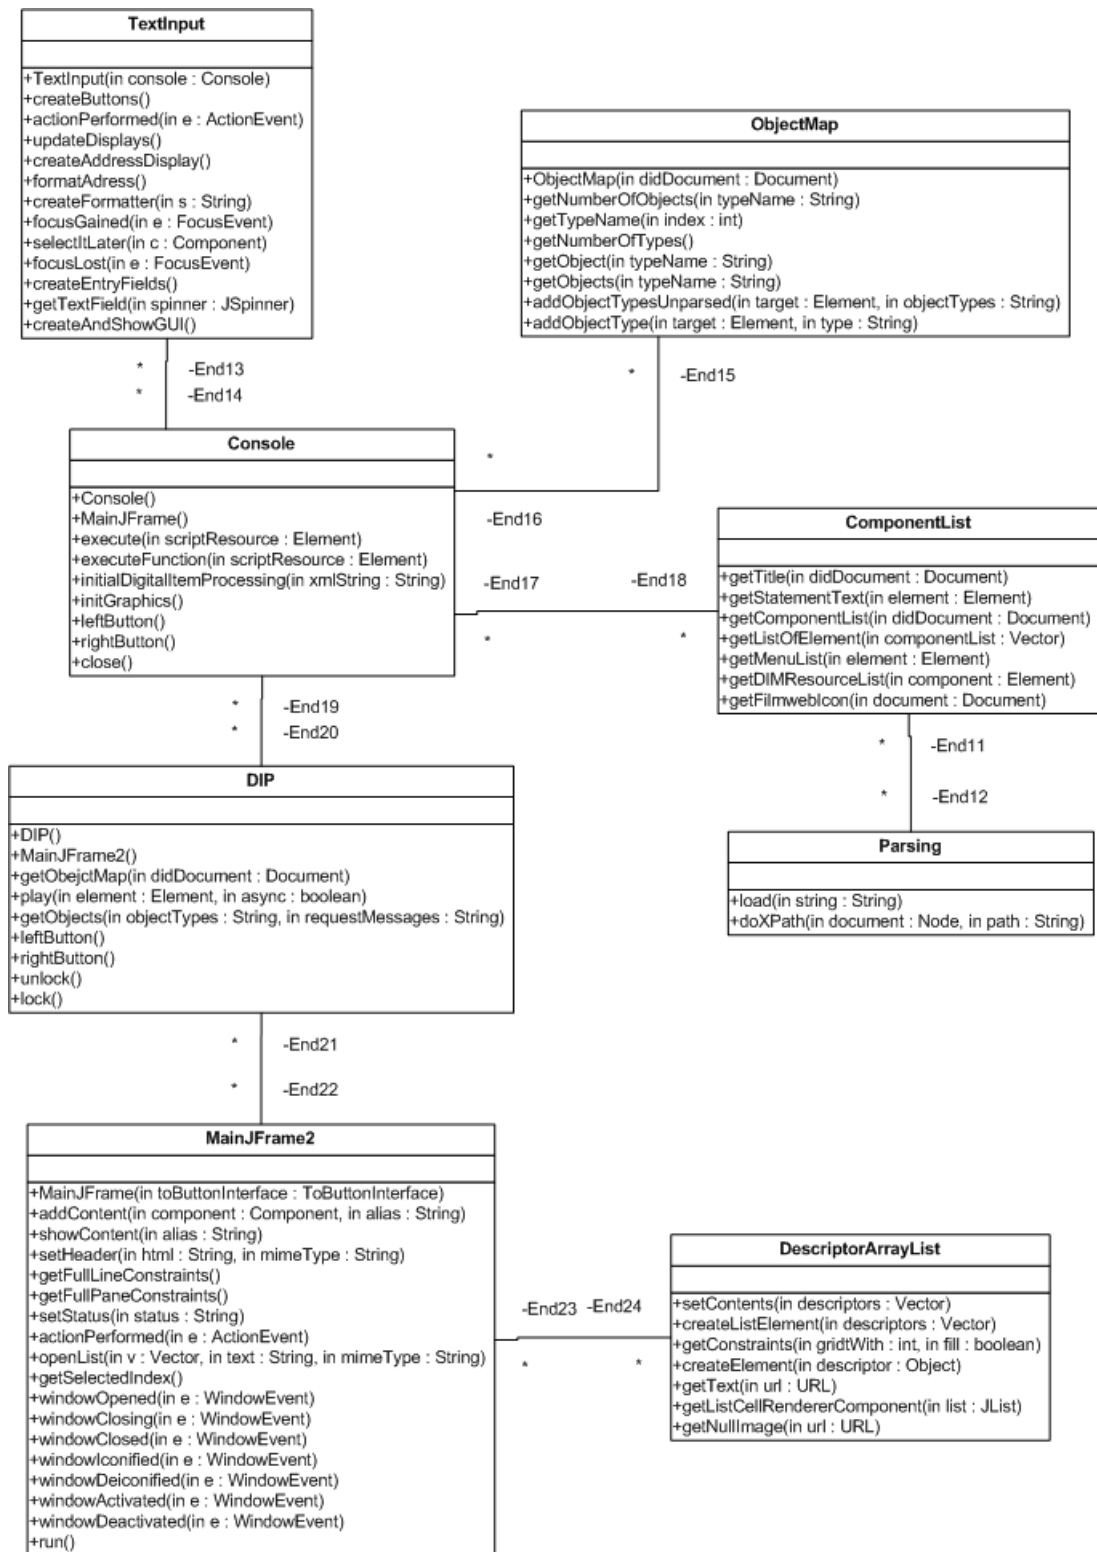 TextInput
+TextInput(in console : Console)
+createButtons()
+actionPerformed(in e : ActionEvent)
+updateDisplays()
+createAddressDisplay()
+formatAdress()
+createFormatter(in s : String)
+focusGained(in e : FocusEvent)
+selectItLater(in c : Component)
+focusLost(in e : FocusEvent)
+createEntryFields()
+getTextField(in spinner : JSpinner)
+createAndShowGUI()
ObjectMap
+ObjectMap(in didDocument : Document)
+getNumberOfObjects(in typeName : String)
+getTypeName(in index : int)
+getNumberOfTypes()
+getObject(in typeName : String)
+getObjects(in typeName : String)
+addObjectTypesUnparsed(in target : Element, in objectTypes : String)
+addObjectType(in target : Element, in type : String)
* -End13
* -End14
* -End15
Console
+Console()
+MainJFrame()
+execute(in scriptResource : Element)
+executeFunction(in scriptResource : Element)
+initialDigitalItemProcessing(in xmlString : String)
+initGraphics()
+leftButton()
+rightButton()
+close()
*
-End16
-End17 -End18
* *
ComponentList
+getTitle(in didDocument : Document)
+getStatementText(in element : Element)
+getComponentList(in didDocument : Document)
+getListOfElement(in componentList : Vector)
+getMenuList(in element : Element)
+getDIMResourceList(in component : Element)
+getFilmwebIcon(in document : Document)
* -End19
* -End20
* -End11
* -End12
DIP
+DIP()
+MainJFrame2()
+getObejctMap(in didDocument : Document)
+play(in element : Element, in async : boolean)
+getObjects(in objectTypes : String, in requestMessages : String)
+leftButton()
+rightButton()
+unlock()
+lock()
Parsing
+load(in string : String)
+doXPath(in document : Node, in path : String)
* -End21
* -End22
MainJFrame2
+MainJFrame(in toButtonInterface : ToButtonInterface)
+addContent(in component : Component, in alias : String)
+showContent(in alias : String)
+setHeader(in html : String, in mimeType : String)
+getFullLineConstraints()
+getFullPaneConstraints()
+setStatus(in status : String)
+actionPerformed(in e : ActionEvent)
+openList(in v : Vector, in text : String, in mimeType : String)
+getSelectedIndex()
+windowOpened(in e : WindowEvent)
+windowClosing(in e : WindowEvent)
+windowClosed(in e : WindowEvent)
+windowIconified(in e : WindowEvent)
+windowDeiconified(in e : WindowEvent)
+windowActivated(in e : WindowEvent)
+windowDeactivated(in e : WindowEvent)
+run()
-End23 -End24
* *
DescriptorArrayList
+setContents(in descriptors : Vector)
+createListElement(in descriptors : Vector)
+getConstraints(in gridtWith : int, in fill : boolean)
+createElement(in descriptor : Object)
+getText(in url : URL)
+getListCellRendererComponent(in list : JList)
+getNullImage(in url : URL)